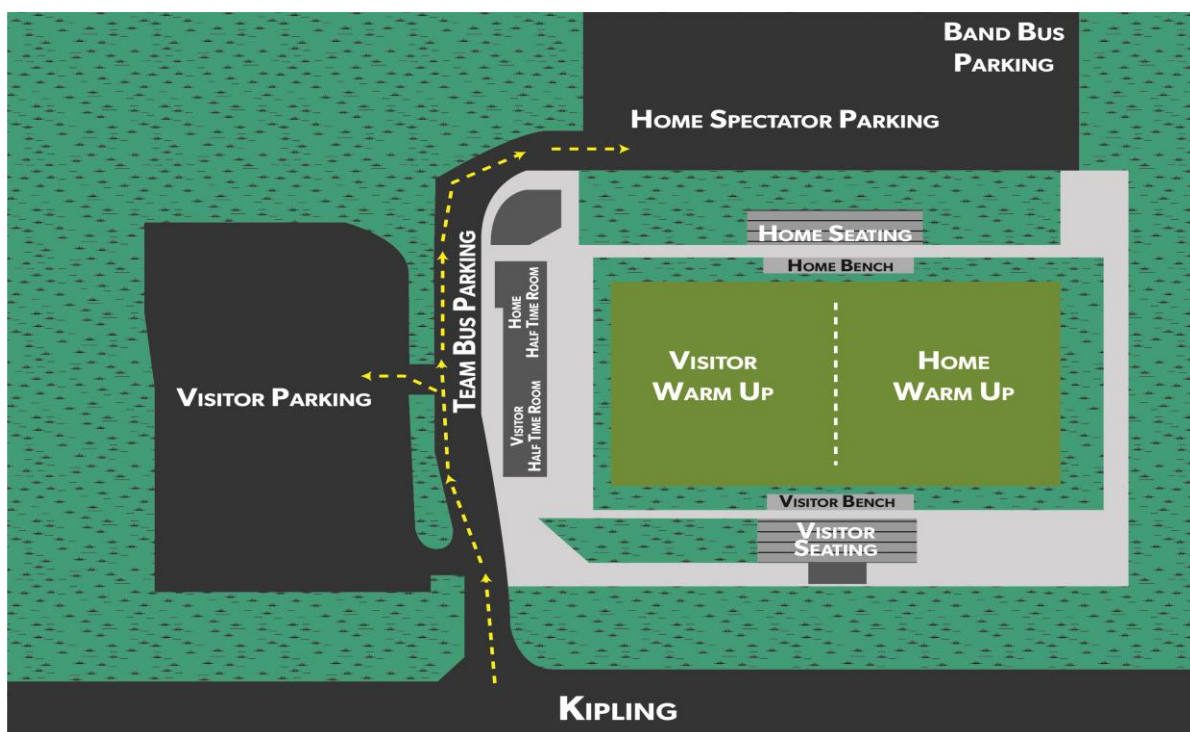 BAND BUS
PARKING
HOME SPECTATOR PARKING
HOME SEATING
HOME BENCH
TEAM BUS PARKING
HOME
HALF TIME ROOM
VISITOR
WARM UP
HOME
WARM UP
VISITOR PARKING
VISITOR
HALF TIME ROOM
VISITOR BENCH
VISITOR
SEATING
KIPLING